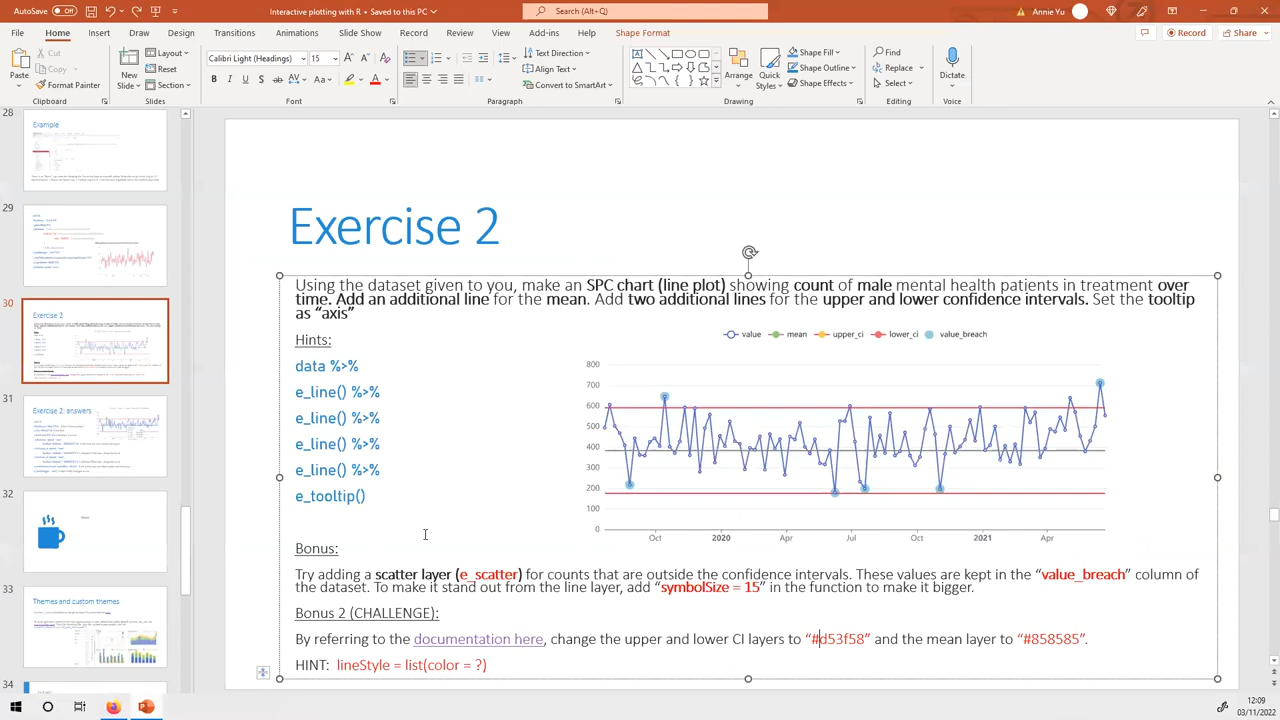 AutoSave Off
Interactive plotting with R • Saved to this PC
Search (Alt+Q)
Annie Yu
File Home Insert Draw Design Transitions Animations Slide Show Record Review View Add-ins Help Shape Format
Record Share
Paste
Cut
Copy
Format Painter
Clipboard
New Slide
Layout
Reset
Section
Slides
Calibri Light (Headings) 15
Font
Text Direction
Align Text
Convert to SmartArt
Paragraph
Arrange
Quick Styles
Shape Fill
Shape Outline
Shape Effects
Drawing
Find
Replace
Select
Editing
Dictate
Voice
28
Example
29
30
Exercise 2
31
Exercise 2: answers
32
33
Themes and custom themes
34
Exercise 2
Using the dataset given to you, make an SPC chart (line plot) showing count of male mental health patients in treatment over
time. Add an additional line for the mean. Add two additional lines for the upper and lower confidence intervals. Set the tooltip
as “axis”
Hints:
data %>%
e_line() %>%
e_line() %>%
e_line() %>%
e_line() %>%
e_tooltip()
value mean upper_ci lower_ci value_breach
800
700
600
500
400
300
200
100
0
Oct 2020 Apr Jul Oct 2021 Apr
Bonus:
Try adding a scatter layer (e_scatter) for counts that are outside the confidence intervals. These values are kept in the “value_breach” column of
the dataset. To make it stand out from the line layer, add “symbolSize = 15” in the function to make it bigger.
Bonus 2 (CHALLENGE):
By referring to the documentation here, change the upper and lower CI layers to “#d53f58” and the mean layer to “#858585”.
HINT: lineStyle = list(color = ?)
12:09
03/11/2022